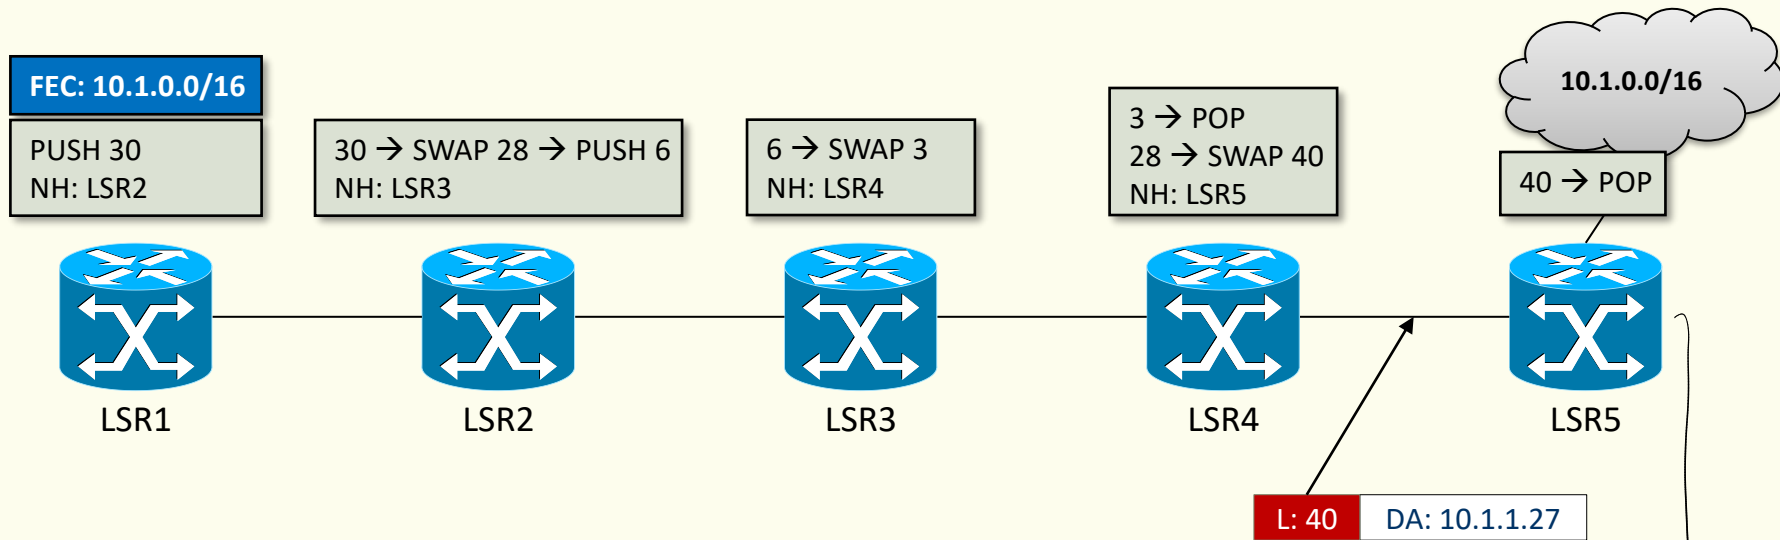 FEC: 10.1.0.0/16
PUSH 30
NH: LSR2
30 → SWAP 28 → PUSH 6
NH: LSR3
6 → SWAP 3
NH: LSR4
3 → POP
28 → SWAP 40
NH: LSR5
10.1.0.0/16
40 → POP
LSR1
LSR2
LSR3
LSR4
LSR5
L: 40
DA: 10.1.1.27